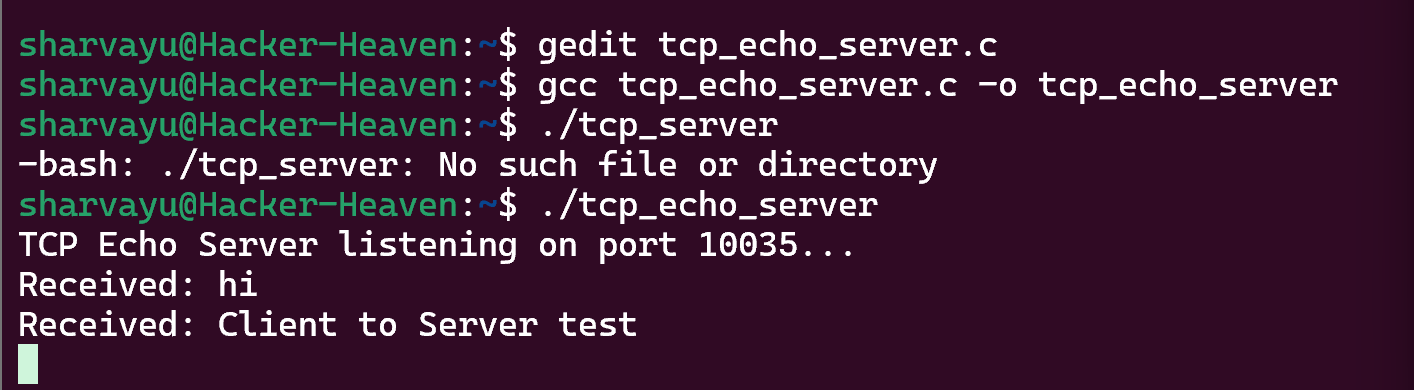 sharvayu@Hacker-Heaven:~$ gedit tcp_echo_server.c
sharvayu@Hacker-Heaven:~$ gcc tcp_echo_server.c -o tcp_echo_server
sharvayu@Hacker-Heaven:~$ ./tcp_server
-bash: ./tcp_server: No such file or directory
sharvayu@Hacker-Heaven:~$ ./tcp_echo_server
TCP Echo Server listening on port 10035...
Received: hi
Received: Client to Server test